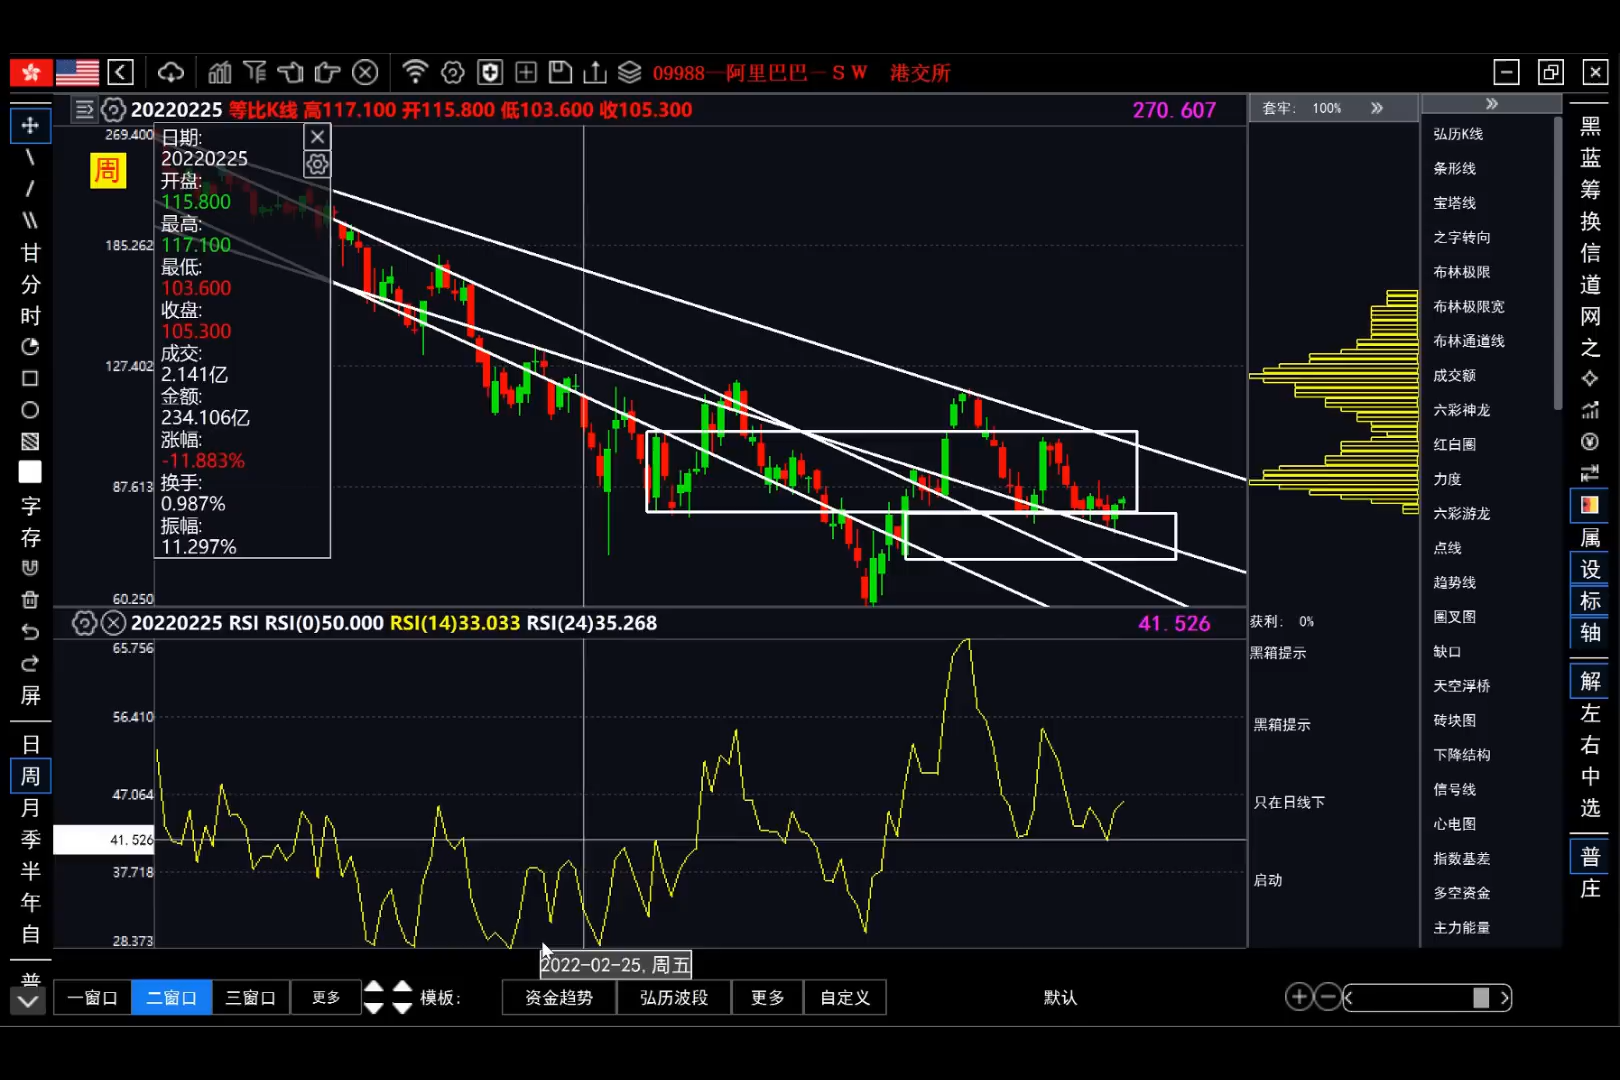 09988--阿里巴巴-SW 港交所
20220225 等比K线 高117.100 开115.800 低103.600 收105.300
270.607
套牢: 100%
269.400
185.262
127.402
87.613
60.250
周
日期:
20220225
开盘:
115.800
最高:
117.100
最低:
103.600
收盘:
105.300
成交:
2.141亿
金额:
234.106亿
涨幅:
-11.883%
换手:
0.987%
振幅:
11.297%
20220225 RSI RSI(0)50.000 RSI(14)33.033 RSI(24)35.268
41.526
65.756
56.410
47.064
41.526
37.718
28.373
2022-02-25, 周五
获利: 0%
黑箱提示
黑箱提示
只在日线下
启动
弘历K线
条形线
宝塔线
之字转向
布林极限
布林极限宽
布林通道线
成交额
六彩神龙
红白圈
力度
六彩游龙
点线
趋势线
圈叉图
缺口
天空浮桥
砖块图
下降结构
信号线
心电图
指数基差
多空资金
主力能量
甘
分
时
字
存
屏
日
周
月
季
半
年
自
普
黑
蓝
筹
换
信
道
网
之
属
设
标
轴
解
左
右
中
选
普
庄
一窗口
二窗口
三窗口
更多
模板:
资金趋势
弘历波段
更多
自定义
默认